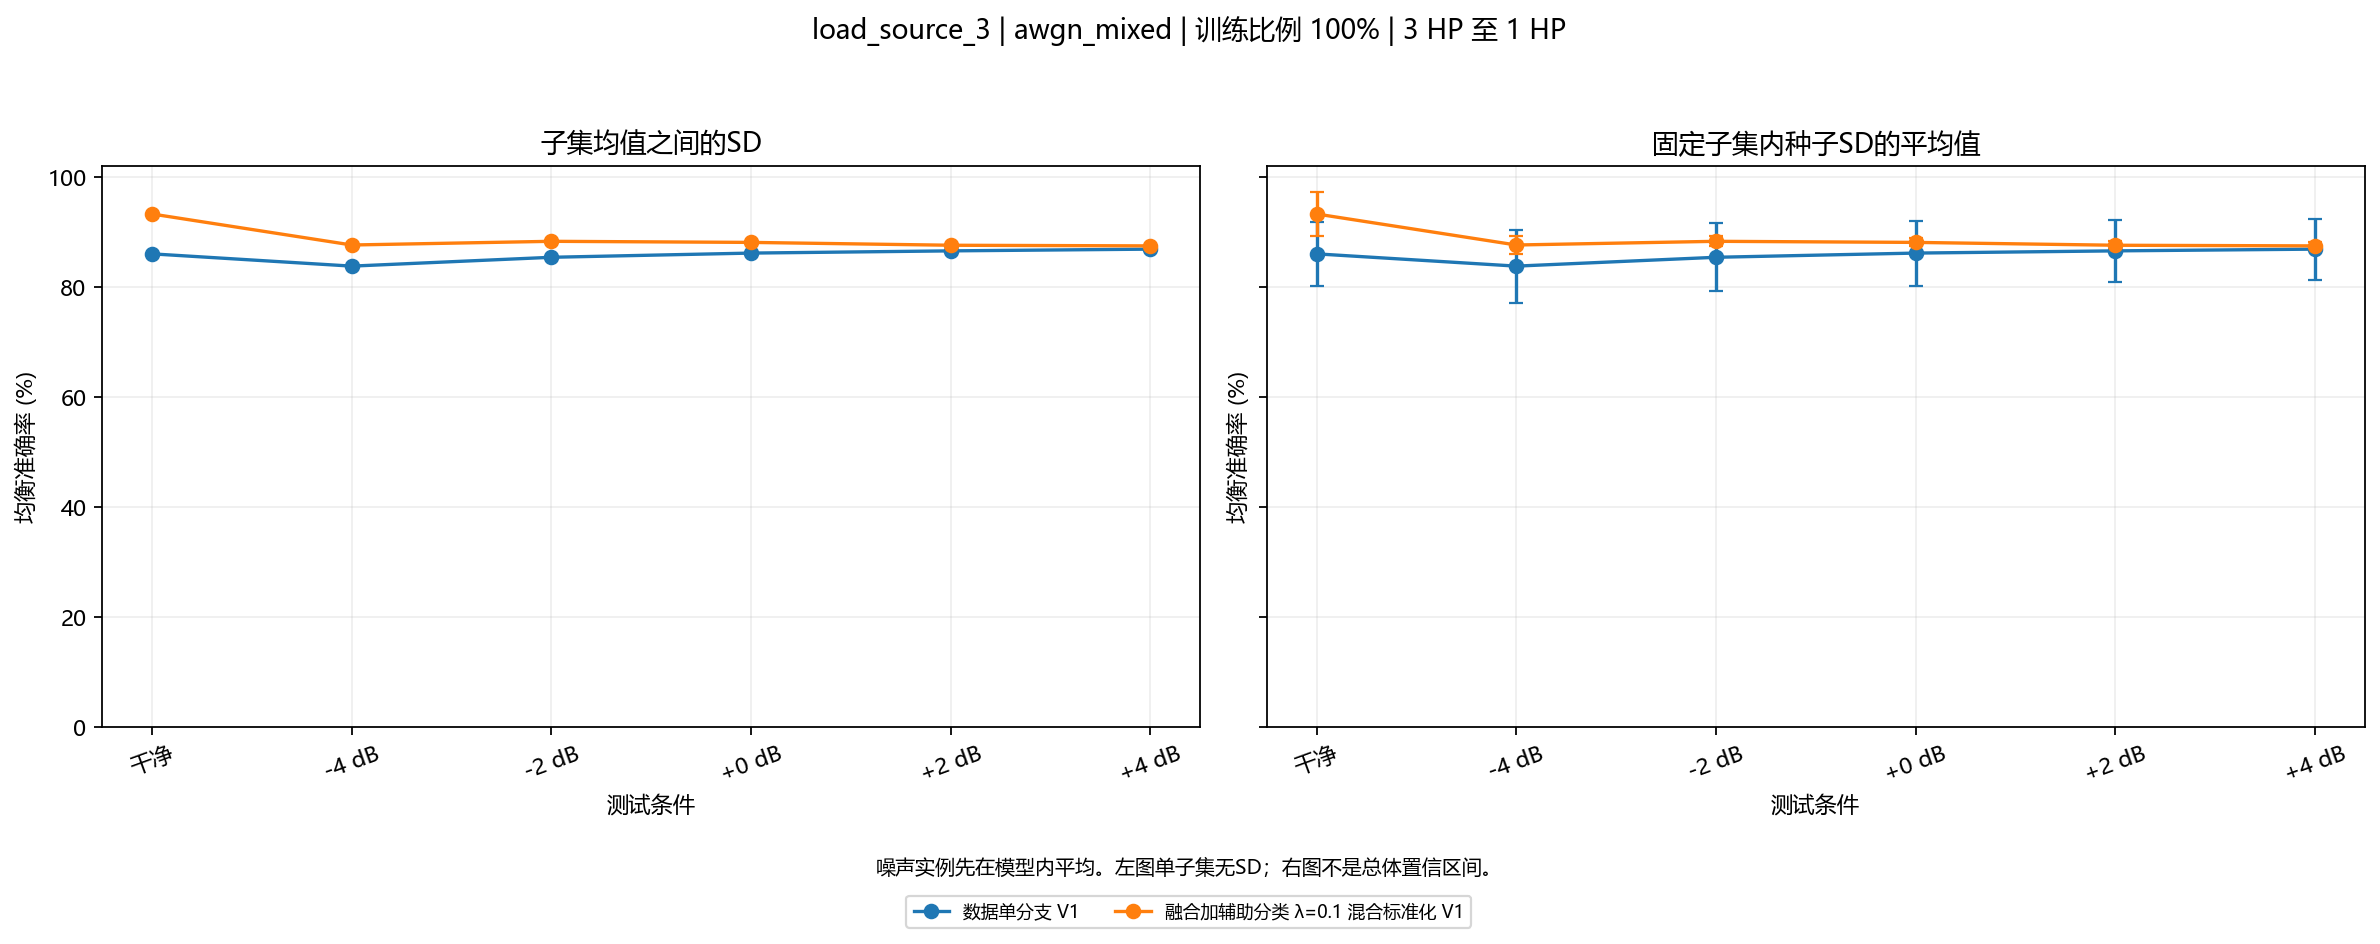 load_source_3 | awgn_mixed | 训练比例 100% | 3 HP 至 1 HP
子集均值之间的SD
100
80
60
40
20
0
均衡准确率 (%)
干净
-4 dB
-2 dB
+0 dB
+2 dB
+4 dB
测试条件
固定子集内种子SD的平均值
均衡准确率 (%)
干净
-4 dB
-2 dB
+0 dB
+2 dB
+4 dB
测试条件
噪声实例先在模型内平均。左图单子集无SD；右图不是总体置信区间。
数据单分支 V1
融合加辅助分类 λ=0.1 混合标准化 V1